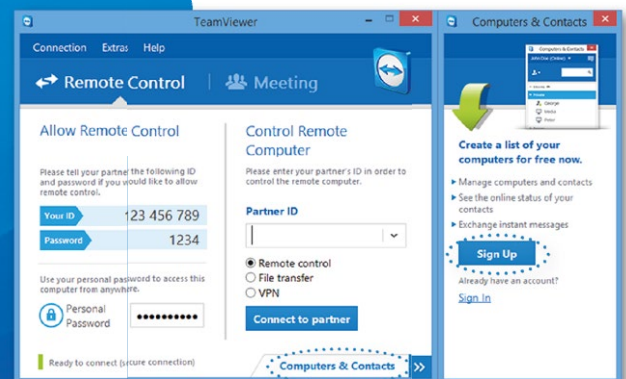 TeamViewer
Connection Extras Help
Remote Control
Meeting
Allow Remote Control
Please tell your partner the following ID
and password if you would like to allow
remote control.
Your ID 123 456 789
Password 1234
Use your personal password to access this
computer from anywhere.
Personal
Password
Ready to connect (secure connection)
Control Remote
Computer
Please enter your partner's ID in order to
control the remote computer.
Partner ID
Remote control
File transfer
VPN
Connect to partner
Computers & Contacts
Computers & Contacts
Computers & Contacts
George
Media
Create a list of your
computers for free now.
Manage computers and contacts
See the online status of your
contacts
Exchange instant messages
Sign Up
Already have an account?
Sign In